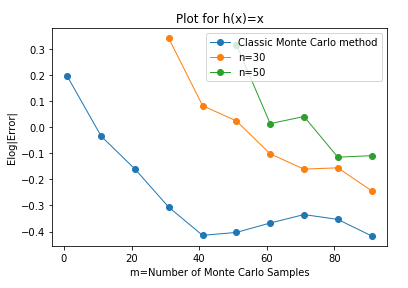 Plot for h(x)=x
Elog|Error|
0.3
0.2
0.1
0.0
−0.1
−0.2
−0.3
−0.4
Classic Monte Carlo method
n=30
n=50
0
20
40
60
80
m=Number of Monte Carlo Samples